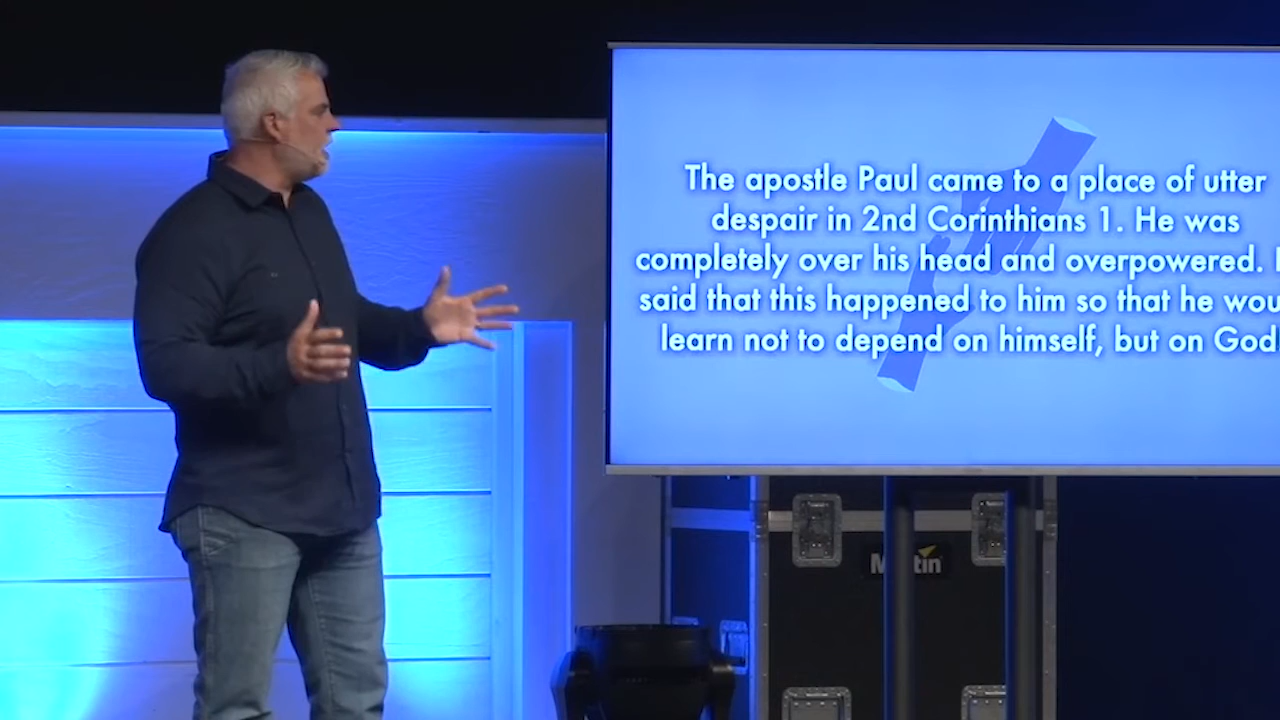 The apostle Paul came to a place of utter
despair in 2nd Corinthians 1. He was
completely over his head and overpowered.
said that this happened to him so that he
learn not to depend on himself, but on God